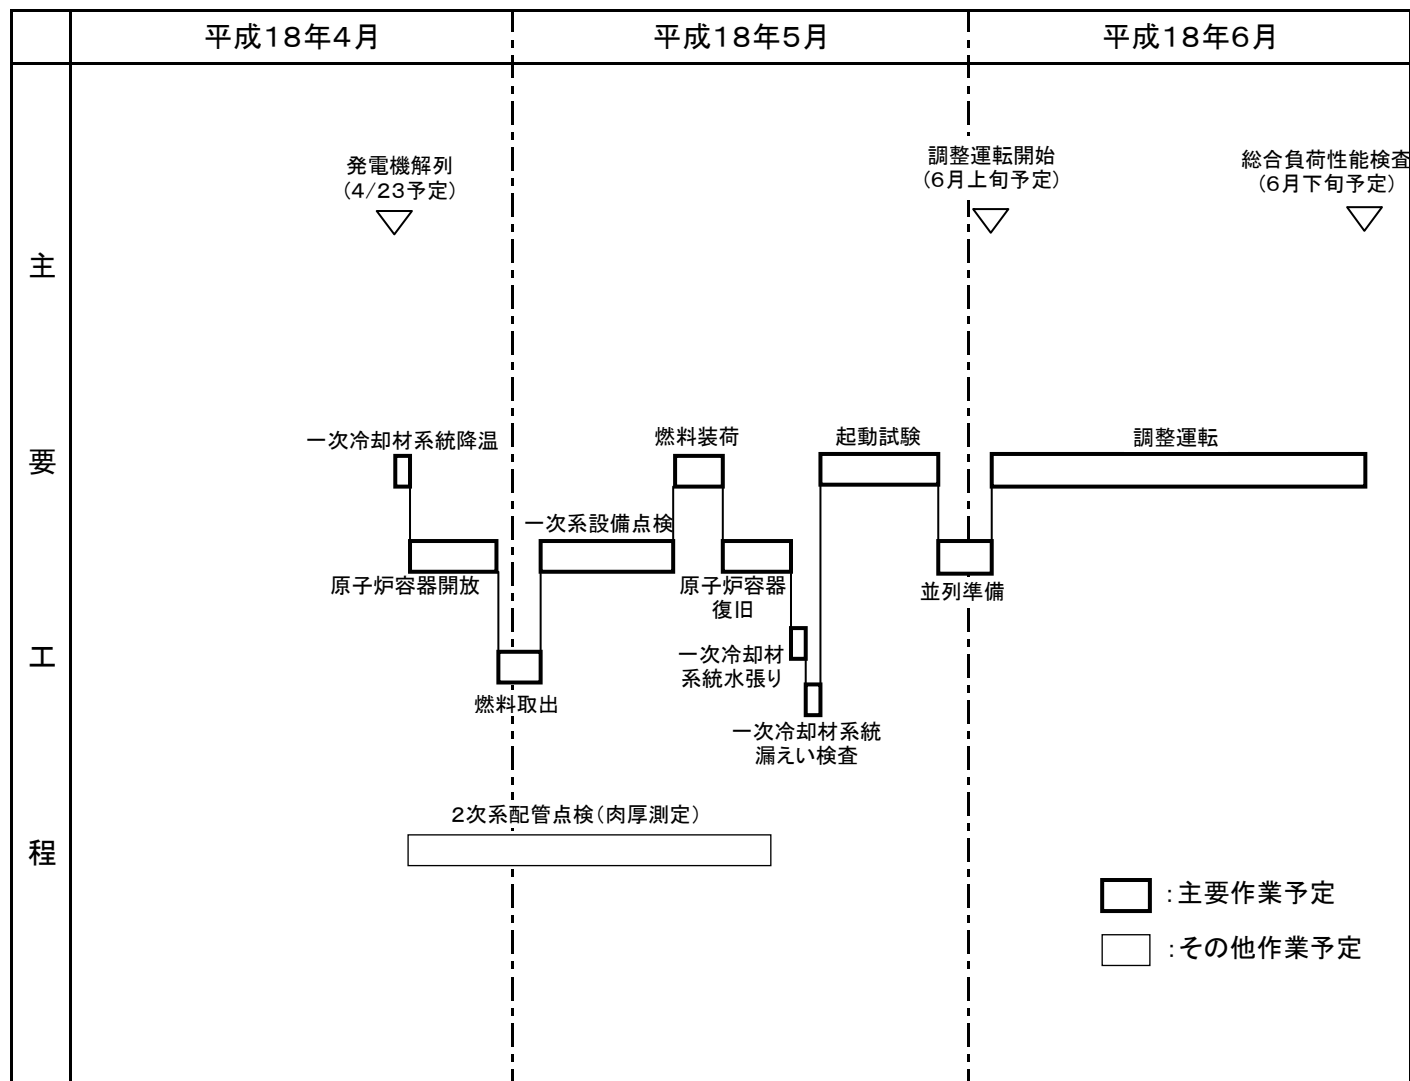 平成18年4月
平成18年5月
平成18年6月
主
要
工
程
発電機解列
(4/23予定)
調整運転開始
(6月上旬予定)
総合負荷性能検査
(6月下旬予定)
一次冷却材系統降温
燃料装荷
起動試験
調整運転
一次系設備点検
原子炉容器開放
原子炉容器
復旧
並列準備
一次冷却材
系統水張り
燃料取出
一次冷却材系統
漏えい検査
2次系配管点検(肉厚測定)
:主要作業予定
:その他作業予定